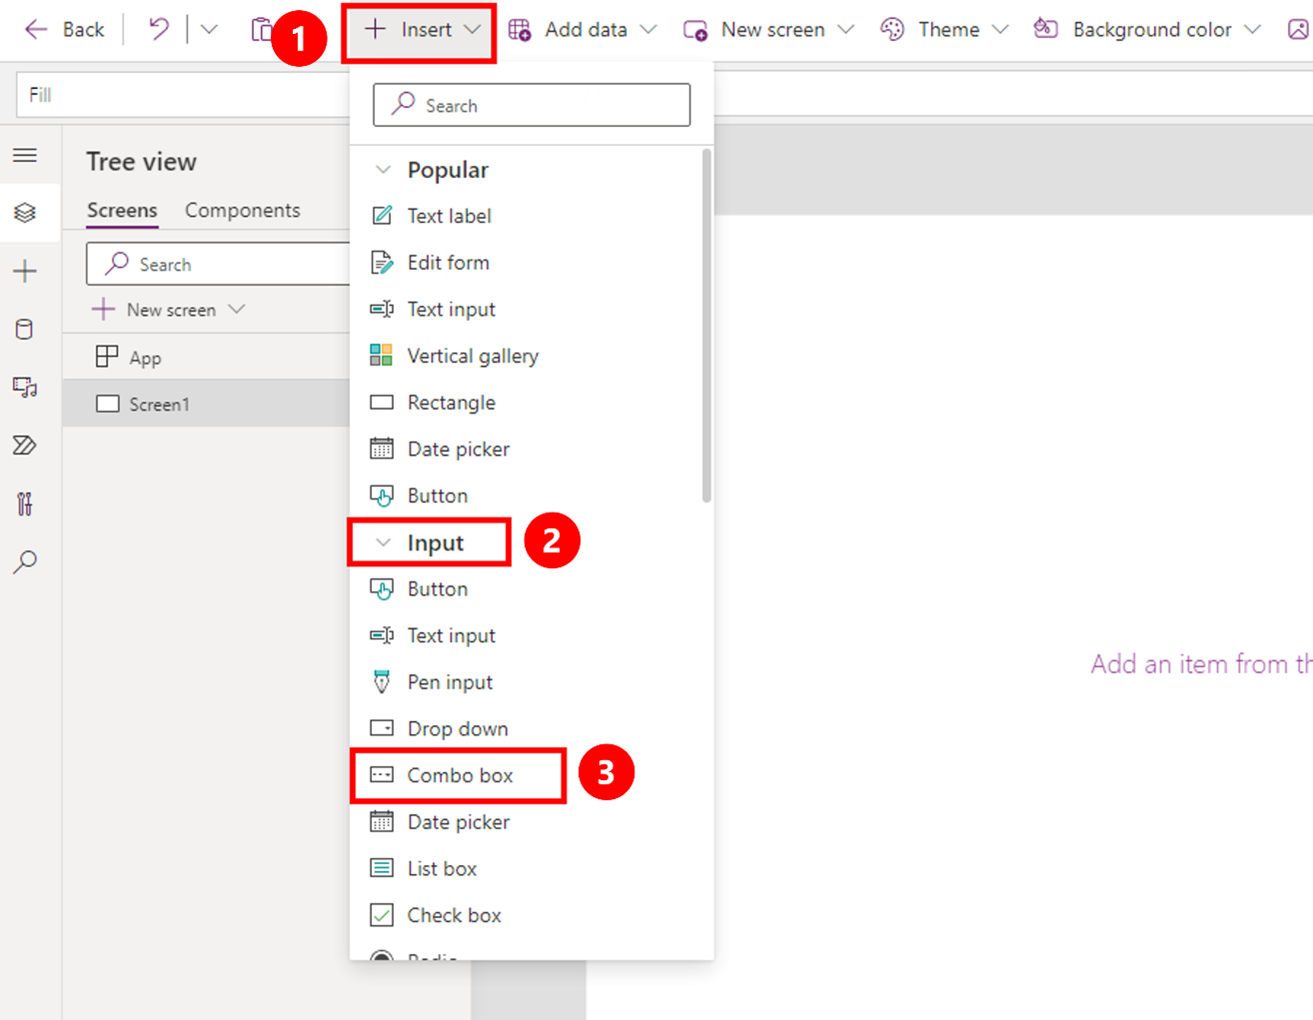 Back
1
Insert
Add data
New screen
Theme
Background color
Fill
Search
Tree view
Screens
Components
Search
New screen
App
Screen1
Popular
Text label
Edit form
Text input
Vertical gallery
Rectangle
Date picker
Button
Input
2
Button
Text input
Pen input
Drop down
Combo box
3
Date picker
List box
Check box
Add an item from th